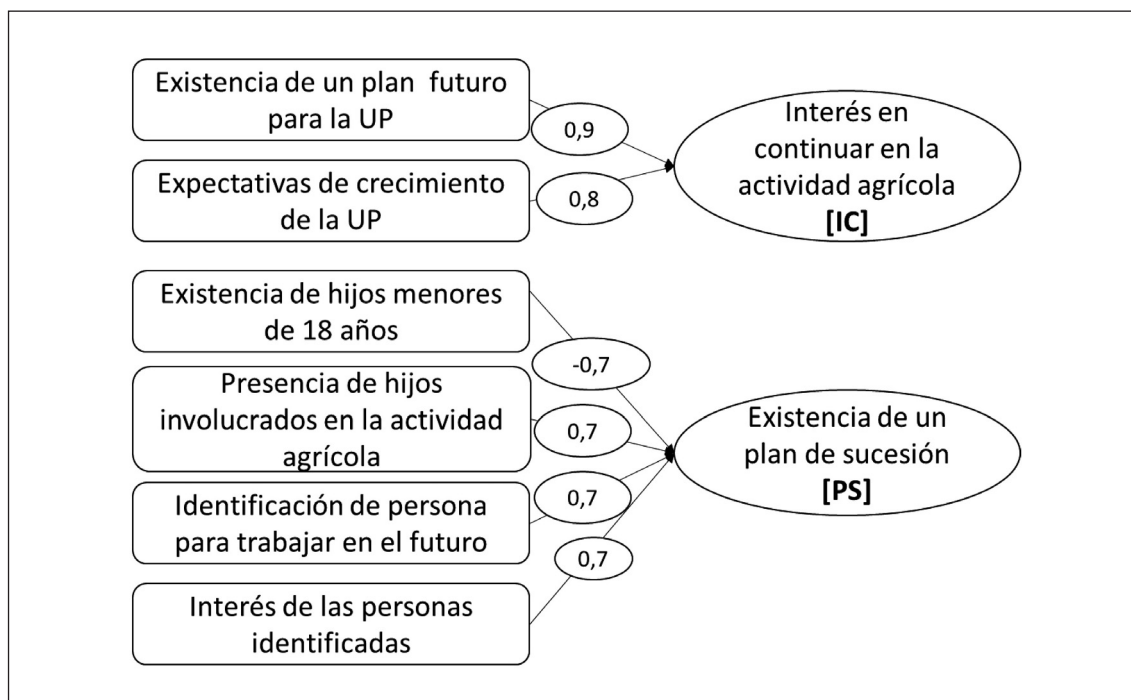 Existencia de un plan futuro
para la UP
0,9
Expectativas de crecimiento
de la UP
0,8
Interés en
continuar en la
actividad agrícola
[IC]
Existencia de hijos menores
de 18 años
-0,7
Presencia de hijos
involucrados en la actividad
agrícola
0,7
Identificación de persona
para trabajar en el futuro
0,7
Interés de las personas
identificadas
0,7
Existencia de un
plan de sucesión
[PS]